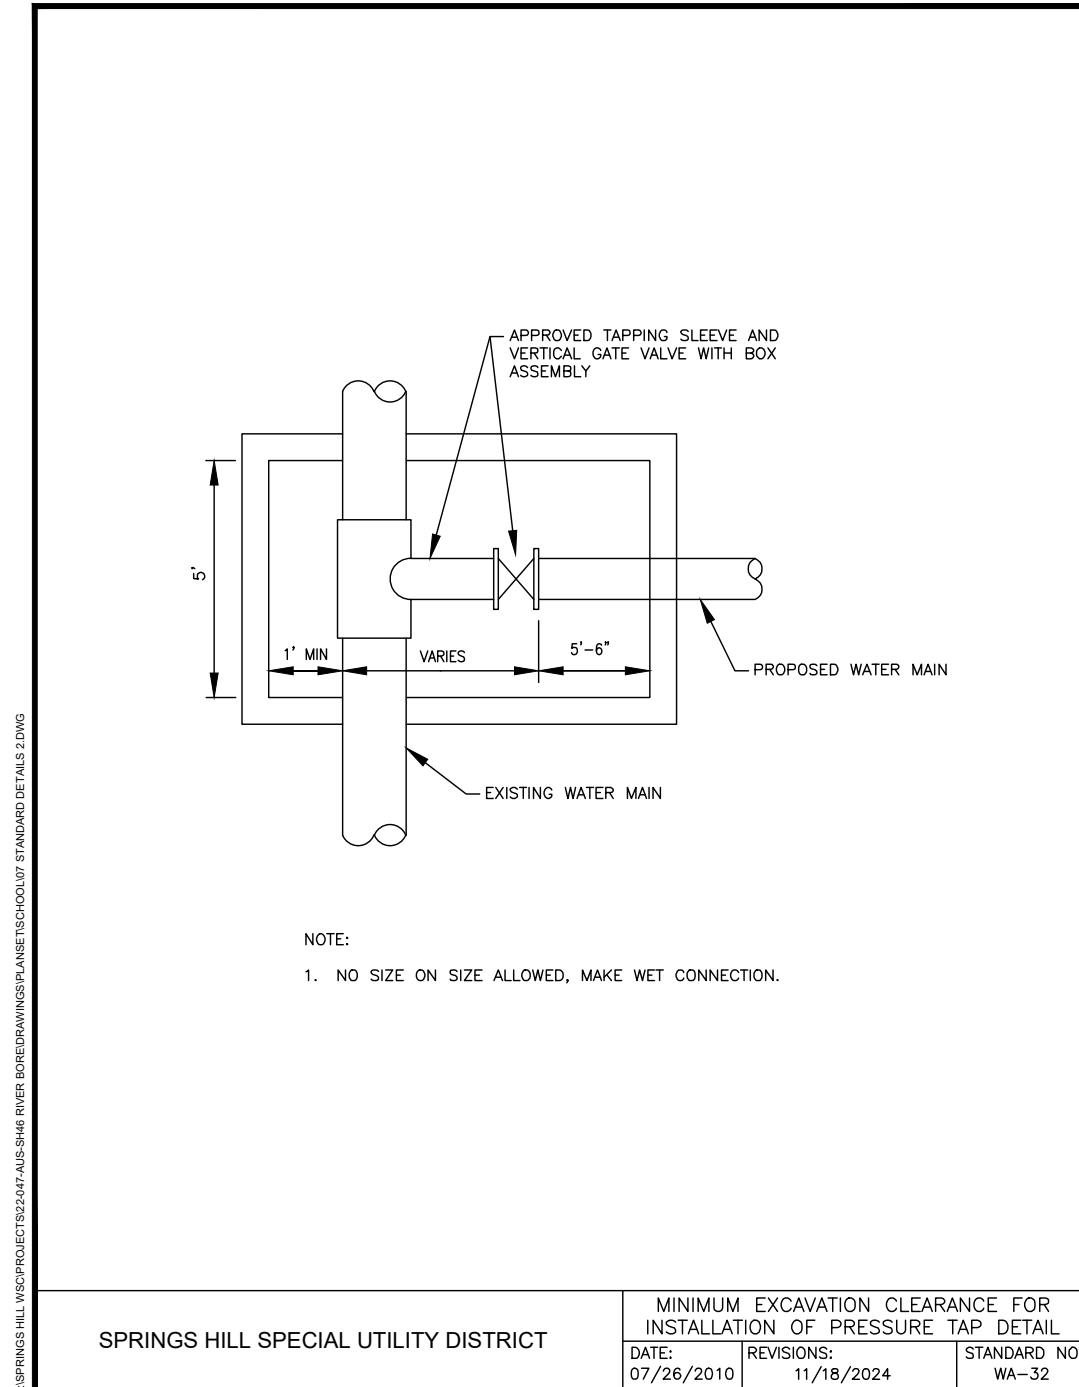 APPROVED TAPPING SLEEVE AND
VERTICAL GATE VALVE WITH BOX
ASSEMBLY
5'
1' MIN
VARIES
5'-6"
PROPOSED WATER MAIN
EXISTING WATER MAIN
NOTE:
1. NO SIZE ON SIZE ALLOWED, MAKE WET CONNECTION.
:\SPRINGS HILL WSC\PROJECTS\22-047-AUS-SH46 RIVER BORE\DRAWINGS\PLANSET\SCHOOL\07 STANDARD DETAILS 2.DWG
SPRINGS HILL SPECIAL UTILITY DISTRICT
MINIMUM EXCAVATION CLEARANCE FOR
INSTALLATION OF PRESSURE TAP DETAIL
DATE:
07/26/2010
REVISIONS:
11/18/2024
STANDARD NO
WA-32